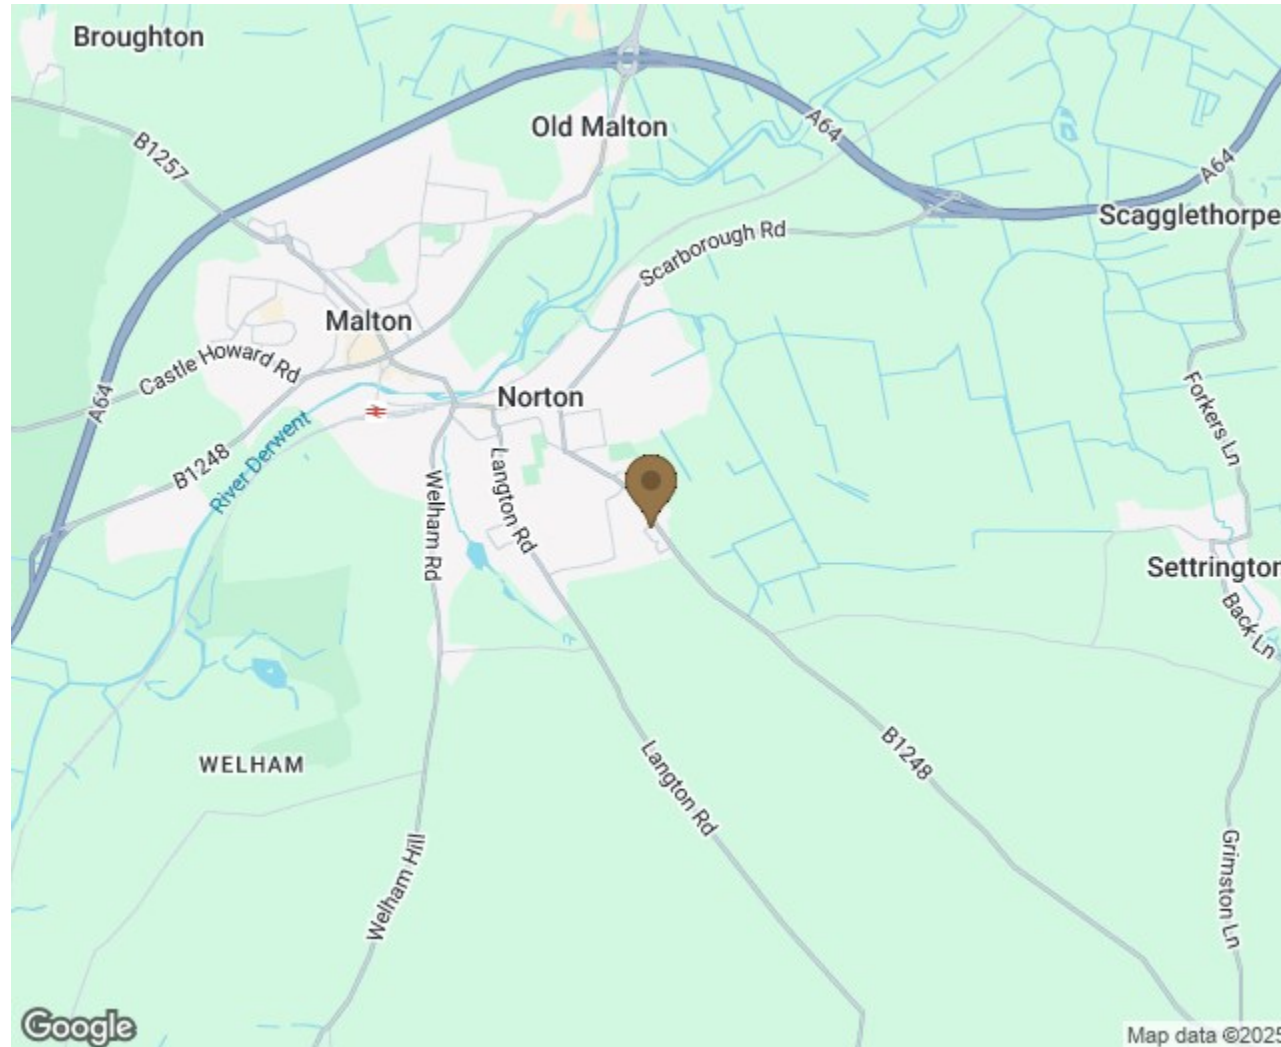 Broughton
Old Malton
A64
B1257
A64
Scagglethorpe
Scarborough Rd
Malton
Castle Howard Rd
A64
Norton
Forkers Ln
B1248
River Derwent
Langton Rd
Welham Rd
Settrington
Back Ln
WELHAM
B1248
Langton Rd
Welham Hill
Grimston Ln
Google
Map data ©2025